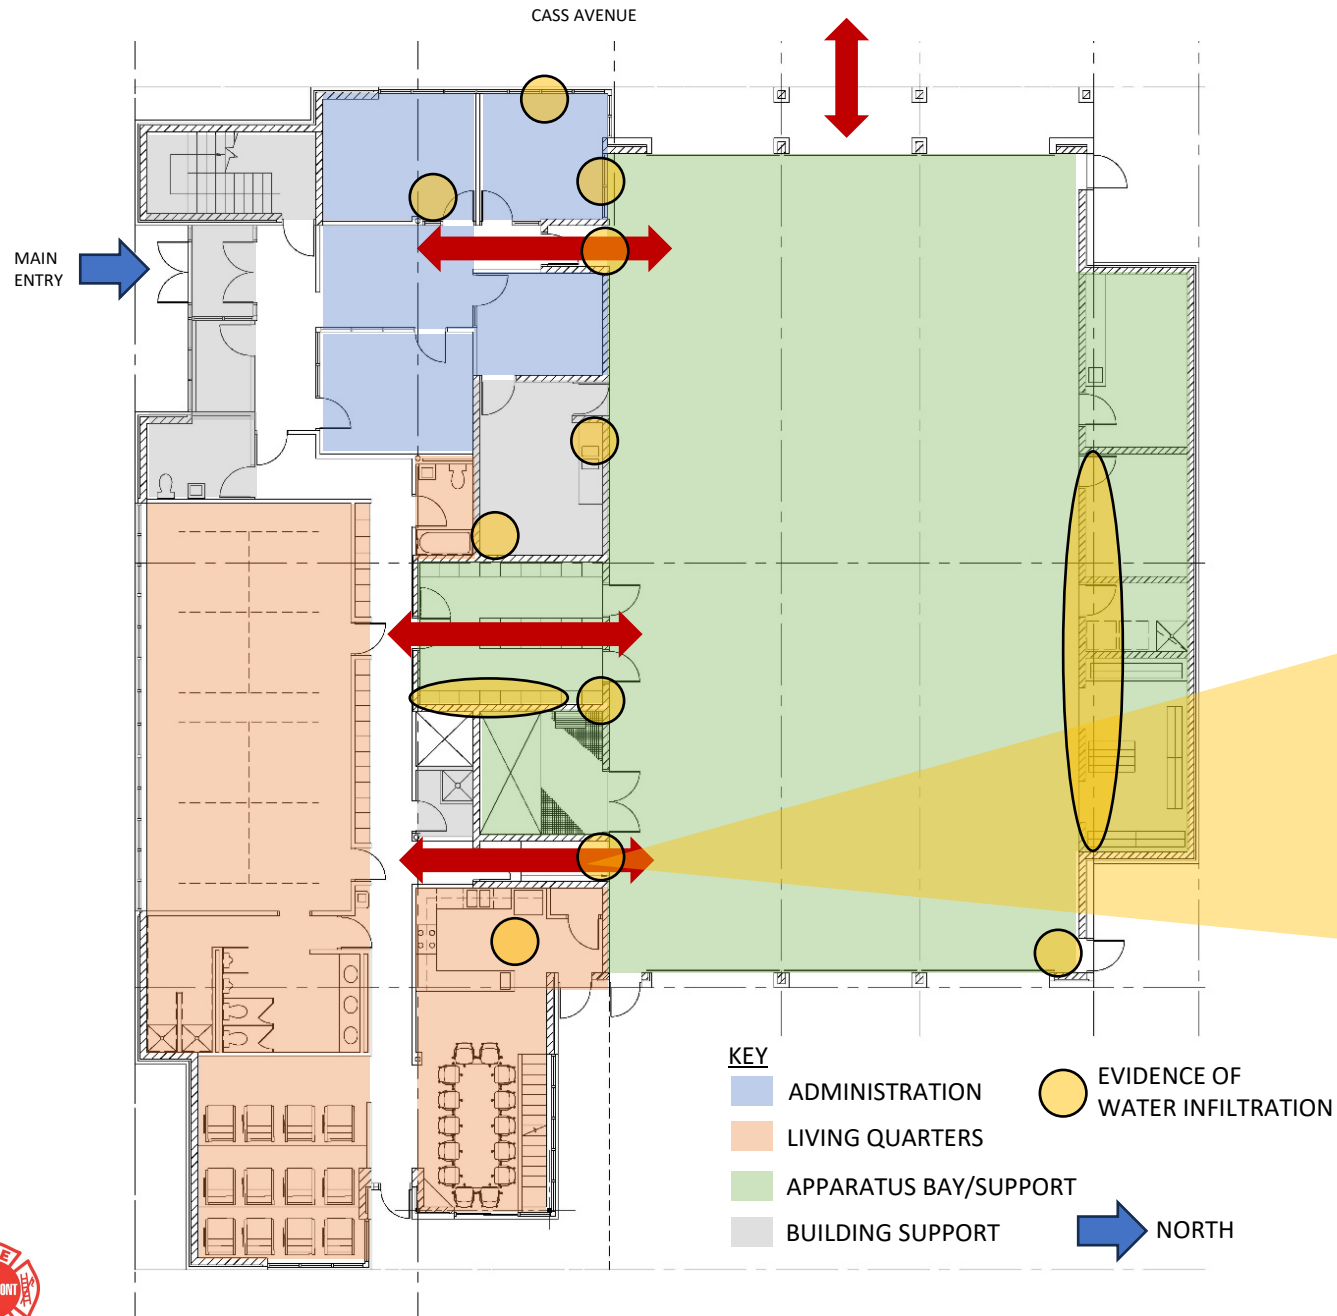 CASS AVENUE
MAIN
ENTRY
KEY
ADMINISTRATION
LIVING QUARTERS
APPARATUS BAY/SUPPORT
BUILDING SUPPORT
EVIDENCE OF
WATER INFILTRATION
NORTH